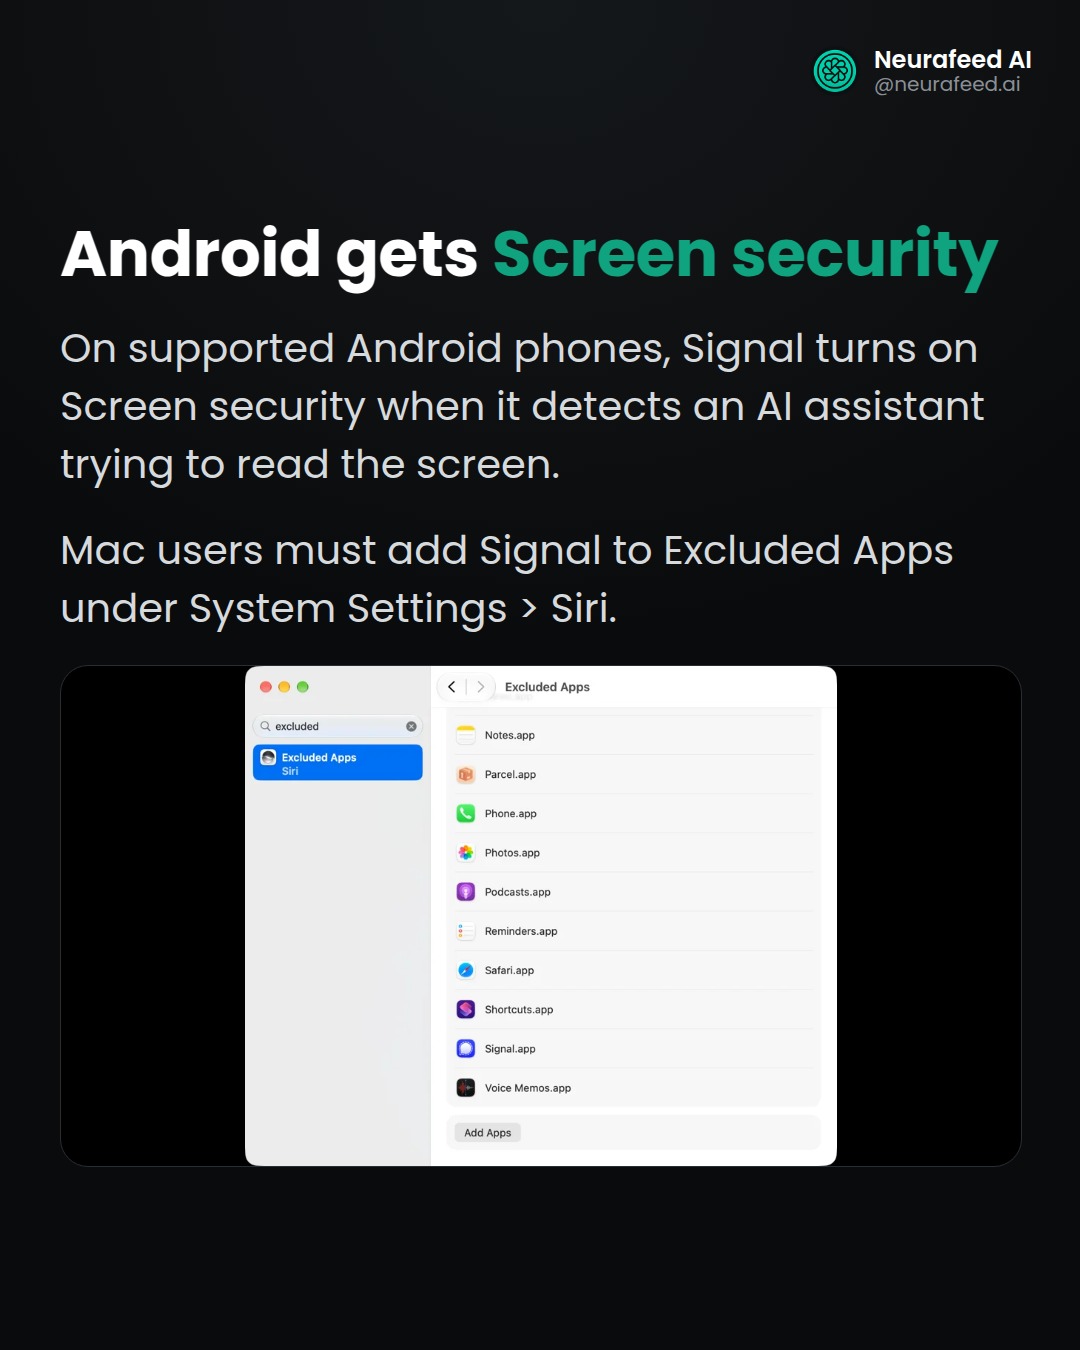 Neurafeed AI
@neurafeed.ai
Android gets Screen security
On supported Android phones, Signal turns on
Screen security when it detects an AI assistant
trying to read the screen.
Mac users must add Signal to Excluded Apps
under System Settings > Siri.
excluded
Excluded Apps
Siri
Excluded Apps
Notes.app
Parcel.app
Phone.app
Photos.app
Podcasts.app
Reminders.app
Safari.app
Shortcuts.app
Signal.app
Voice Memos.app
Add Apps